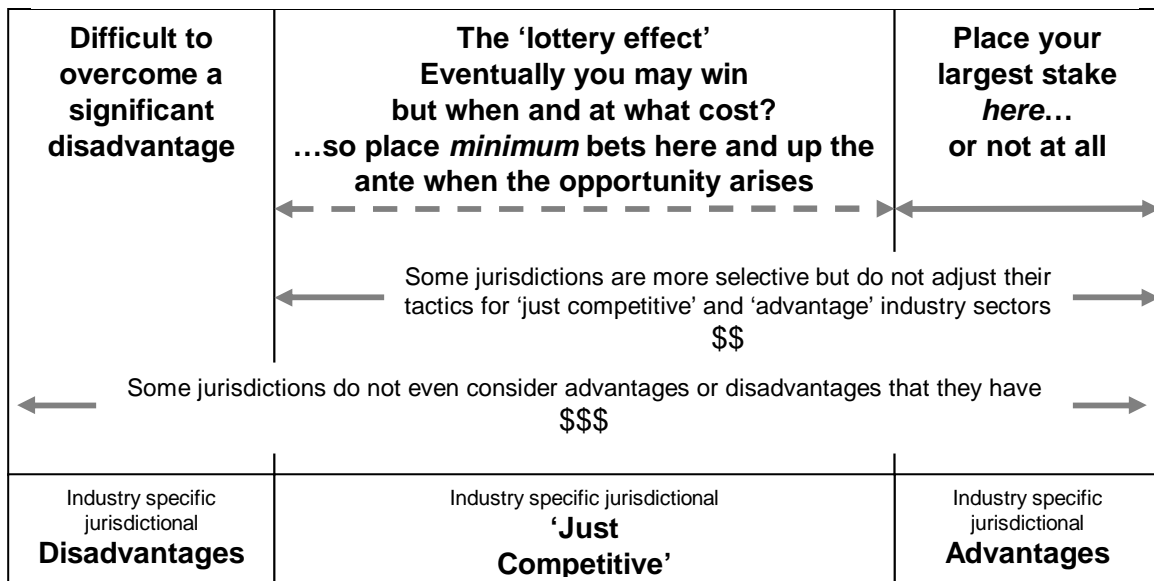 Difficult to
overcome a
significant
disadvantage
The ‘lottery effect’
Eventually you may win
but when and at what cost?
…so place minimum bets here and up the
ante when the opportunity arises
Place your
largest stake
here…
or not at all
Some jurisdictions are more selective but do not adjust their
tactics for ‘just competitive’ and ‘advantage’ industry sectors
$$
Some jurisdictions do not even consider advantages or disadvantages that they have
$$$
Industry specific
jurisdictional
Disadvantages
Industry specific jurisdictional
‘Just
Competitive’
Industry specific
jurisdictional
Advantages